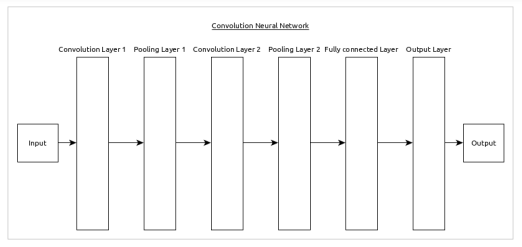 Convolution Neural Network
Convolution Layer 1 Pooling Layer 1 Convolution Layer 2 Pooling Layer 2 Fully connected Layer Output Layer
Input
Output